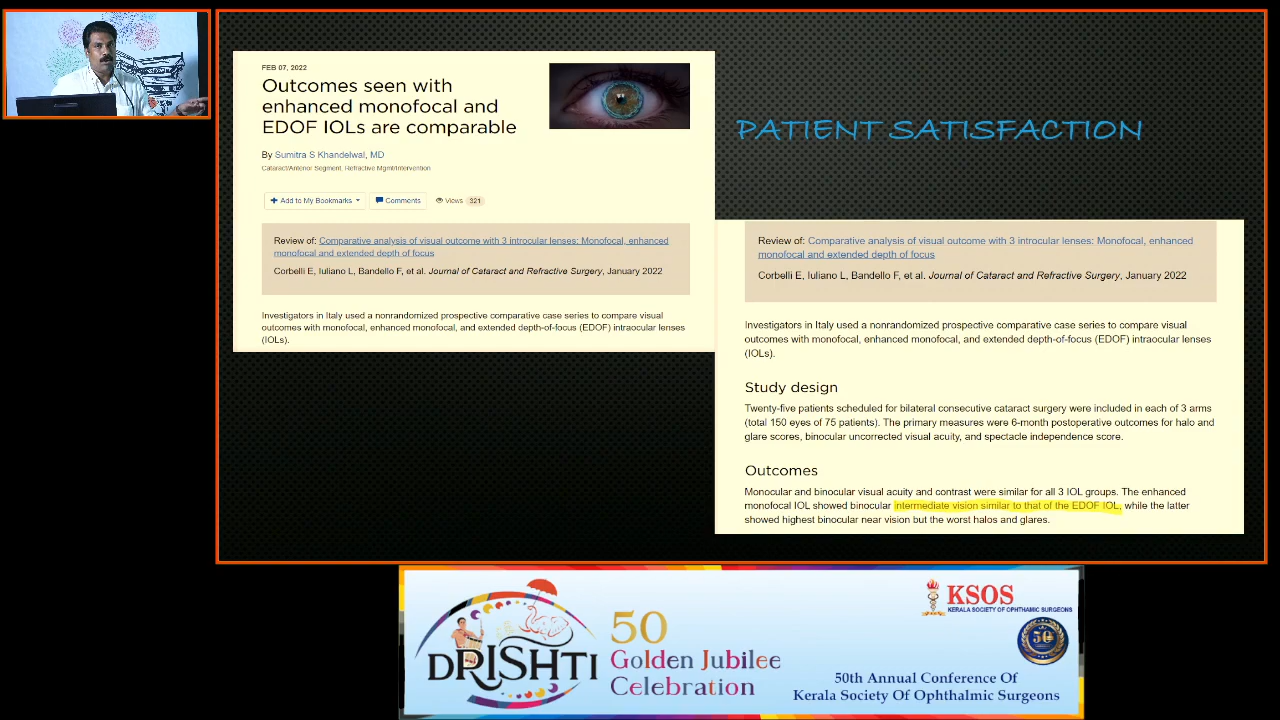 FEB 07, 2022
Outcomes seen with
enhanced monofocal and
EDOF IOLs are comparable
By Sumitra S Khandelwal, MD
Cataract/Anterior Segment, Refractive Mgmt/Intervention
Add to My Bookmarks
Comments
Views 321
Review of: Comparative analysis of visual outcome with 3 introcular lenses: Monofocal, enhanced
monofocal and extended depth of focus
Corbelli E, Iuliano L, Bandello F, et al. Journal of Cataract and Refractive Surgery, January 2022
Investigators in Italy used a nonrandomized prospective comparative case series to compare visual
outcomes with monofocal, enhanced monofocal, and extended depth-of-focus (EDOF) intraocular lenses
(IOLs).
PATIENT SATISFACTION
Review of: Comparative analysis of visual outcome with 3 introcular lenses: Monofocal, enhanced
monofocal and extended depth of focus
Corbelli E, Iuliano L, Bandello F, et al. Journal of Cataract and Refractive Surgery, January 2022
Investigators in Italy used a nonrandomized prospective comparative case series to compare visual
outcomes with monofocal, enhanced monofocal, and extended depth-of-focus (EDOF) intraocular lenses
(IOLs).
Study design
Twenty-five patients scheduled for bilateral consecutive cataract surgery were included in each of 3 arms
(total 150 eyes of 75 patients). The primary measures were 6-month postoperative outcomes for halo and
glare scores, binocular uncorrected visual acuity, and spectacle independence score.
Outcomes
Monocular and binocular visual acuity and contrast were similar for all 3 IOL groups. The enhanced
monofocal IOL showed binocular intermediate vision similar to that of the EDOF IOL, while the latter
showed highest binocular near vision but the worst halos and glares.
DRISHTI
50
Golden Jubilee
Celebration
KSOS
KERALA SOCIETY OF OPHTHAMIC SURGEONS
50
50th Annual Conference Of
Kerala Society Of Ophthalmic Surgeons